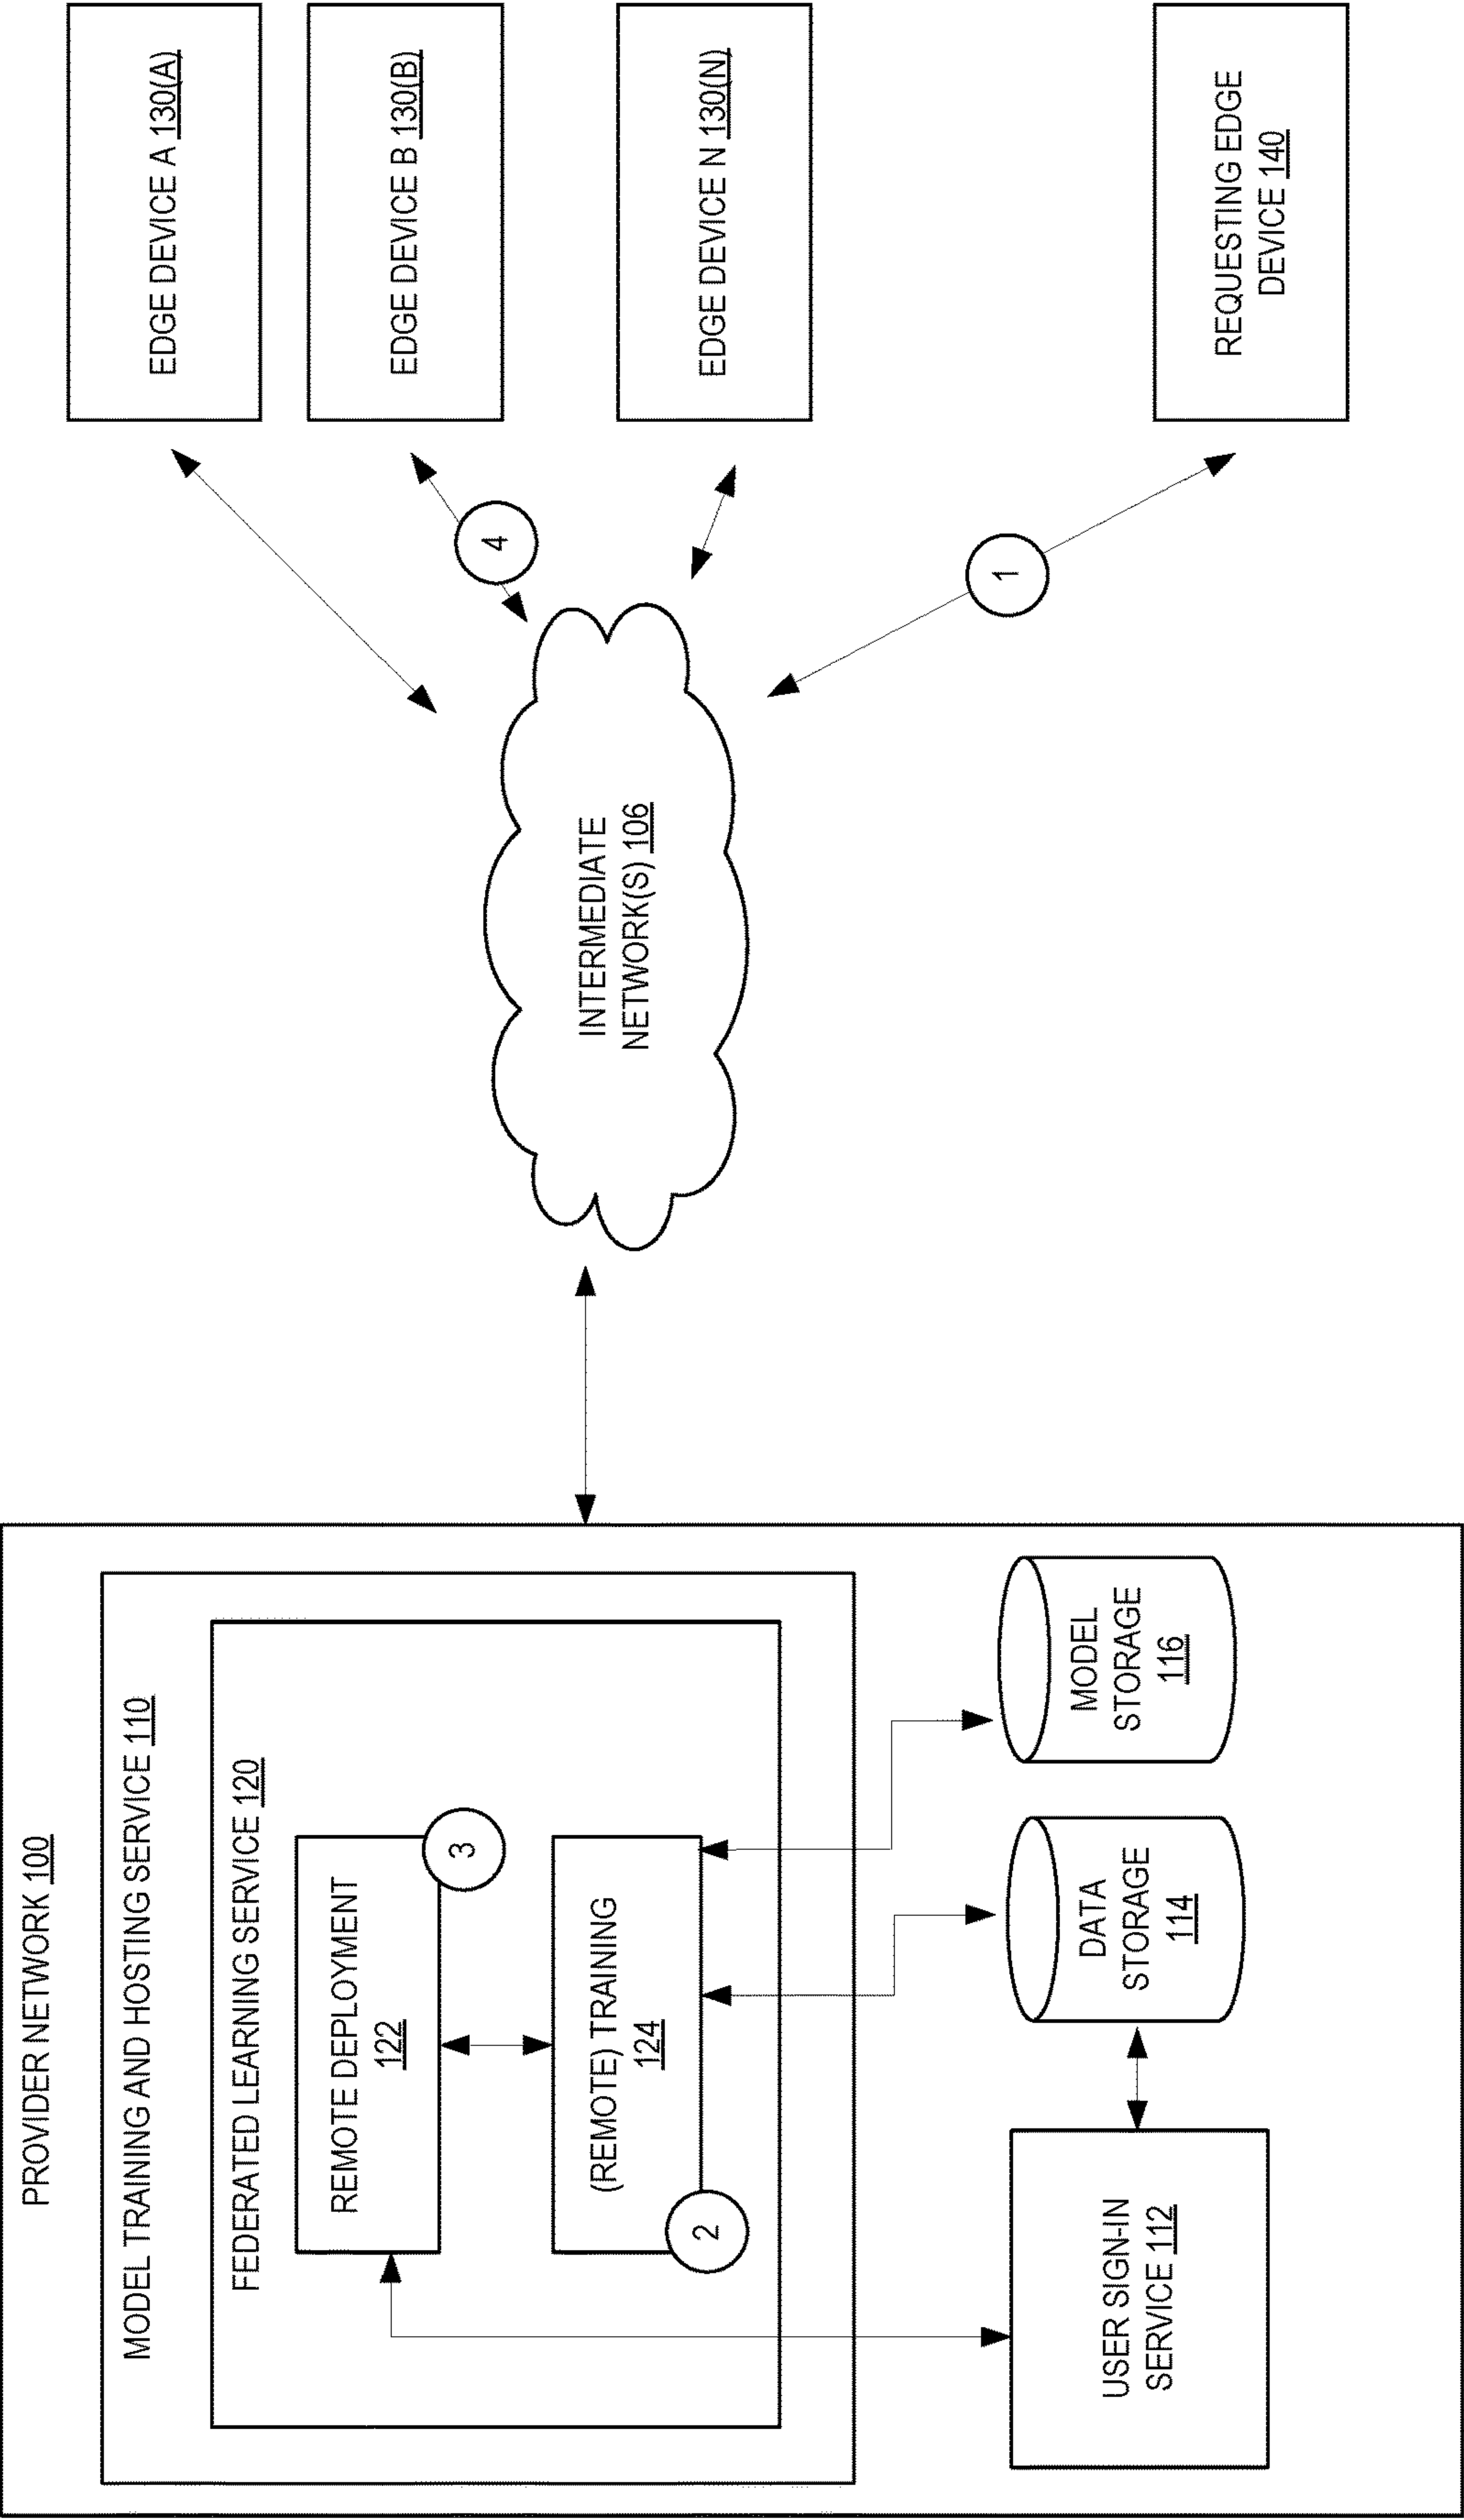 PROVIDER NETWORK 100
MODEL TRAINING AND HOSTING SERVICE 110
FEDERATED LEARNING SERVICE 120
REMOTE DEPLOYMENT
122
3
(REMOTE) TRAINING
124
2
USER SIGN-IN
SERVICE 112
DATA
STORAGE
114
MODEL
STORAGE
116
INTERMEDIATE
NETWORK(S) 106
4
1
EDGE DEVICE A 130(A)
EDGE DEVICE B 130(B)
EDGE DEVICE N 130(N)
REQUESTING EDGE
DEVICE 140